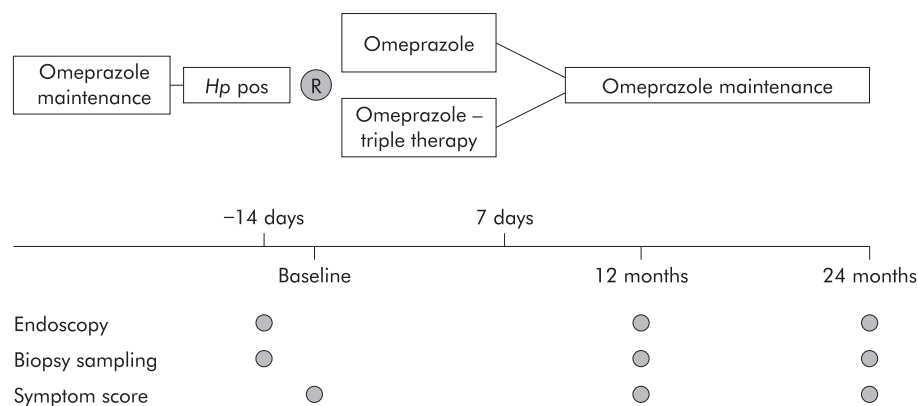 Omeprazole
maintenance
Hp pos
R
Omeprazole
Omeprazole –
triple therapy
Omeprazole maintenance
–14 days
7 days
Baseline
12 months
24 months
Endoscopy
Biopsy sampling
Symptom score